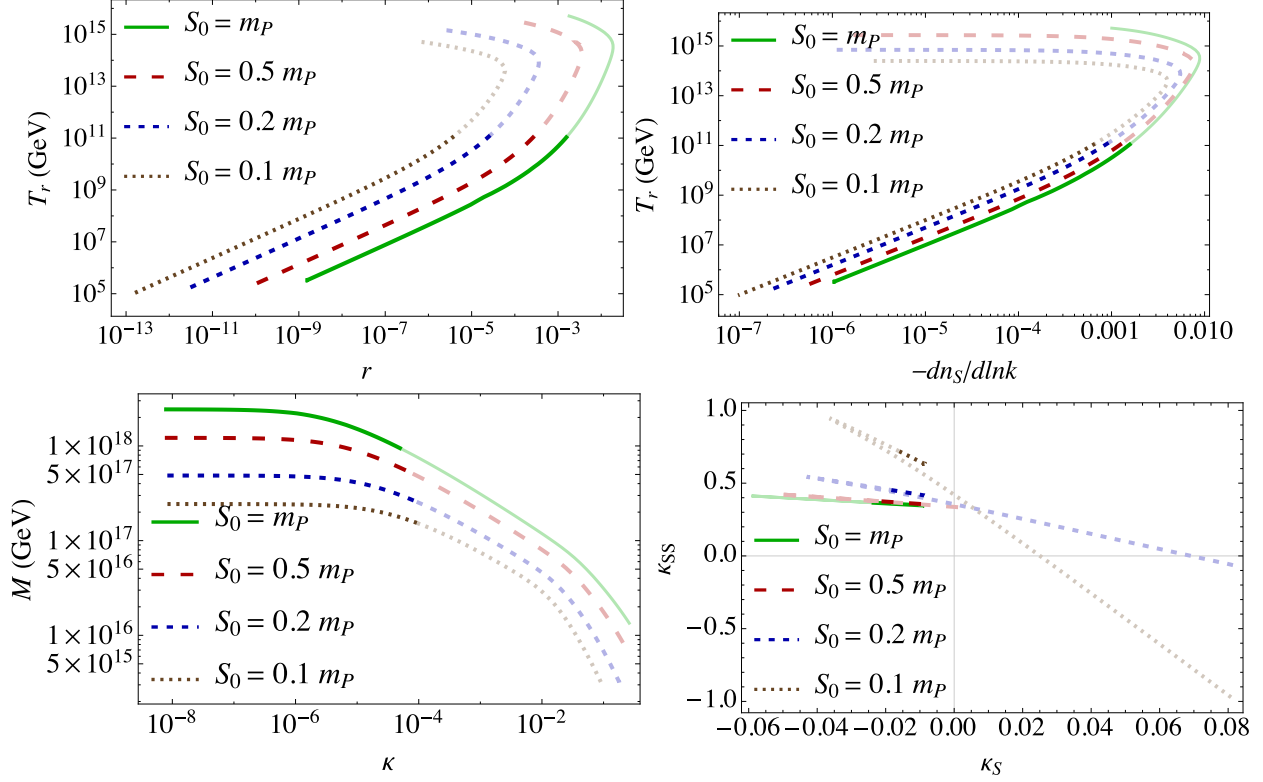 10^15
10^13
10^11
10^9
10^7
10^5
T_r (GeV)
S_0 = m_P
S_0 = 0.5 m_P
S_0 = 0.2 m_P
S_0 = 0.1 m_P
10^-13 10^-11 10^-9 10^-7 10^-5 10^-3
r
10^15
10^13
10^11
10^9
10^7
10^5
T_r (GeV)
S_0 = m_P
S_0 = 0.5 m_P
S_0 = 0.2 m_P
S_0 = 0.1 m_P
10^-7 10^-6 10^-5 10^-4 0.001 0.010
-dn_S/dlnk
1 × 10^18
5 × 10^17
1 × 10^17
5 × 10^16
1 × 10^16
5 × 10^15
M (GeV)
S_0 = m_P
S_0 = 0.5 m_P
S_0 = 0.2 m_P
S_0 = 0.1 m_P
10^-8 10^-6 10^-4 10^-2
κ
1.0
0.5
0.0
-0.5
-1.0
κ_SS
S_0 = m_P
S_0 = 0.5 m_P
S_0 = 0.2 m_P
S_0 = 0.1 m_P
-0.06 -0.04 -0.02 0.00 0.02 0.04 0.06 0.08
κ_S